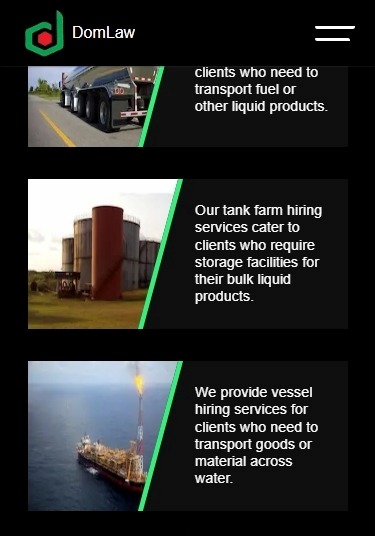 DomLaw
clients who need to
transport fuel or
other liquid products.
Our tank farm hiring
services cater to
clients who require
storage facilities for
their bulk liquid
products.
We provide vessel
hiring services for
clients who need to
transport goods or
material across
water.